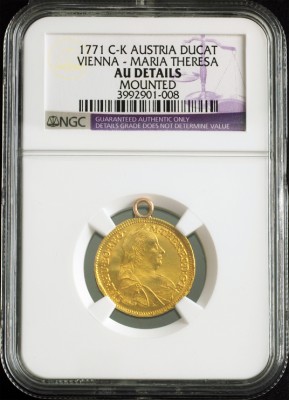 1771 C-K AUSTRIA DUCAT
VIENNA - MARIA THERESA
AU DETAILS
MOUNTED
3992901-008
NGC
GUARANTEED AUTHENTIC ONLY
DETAILS GRADE DOES NOT DETERMINE VALUE